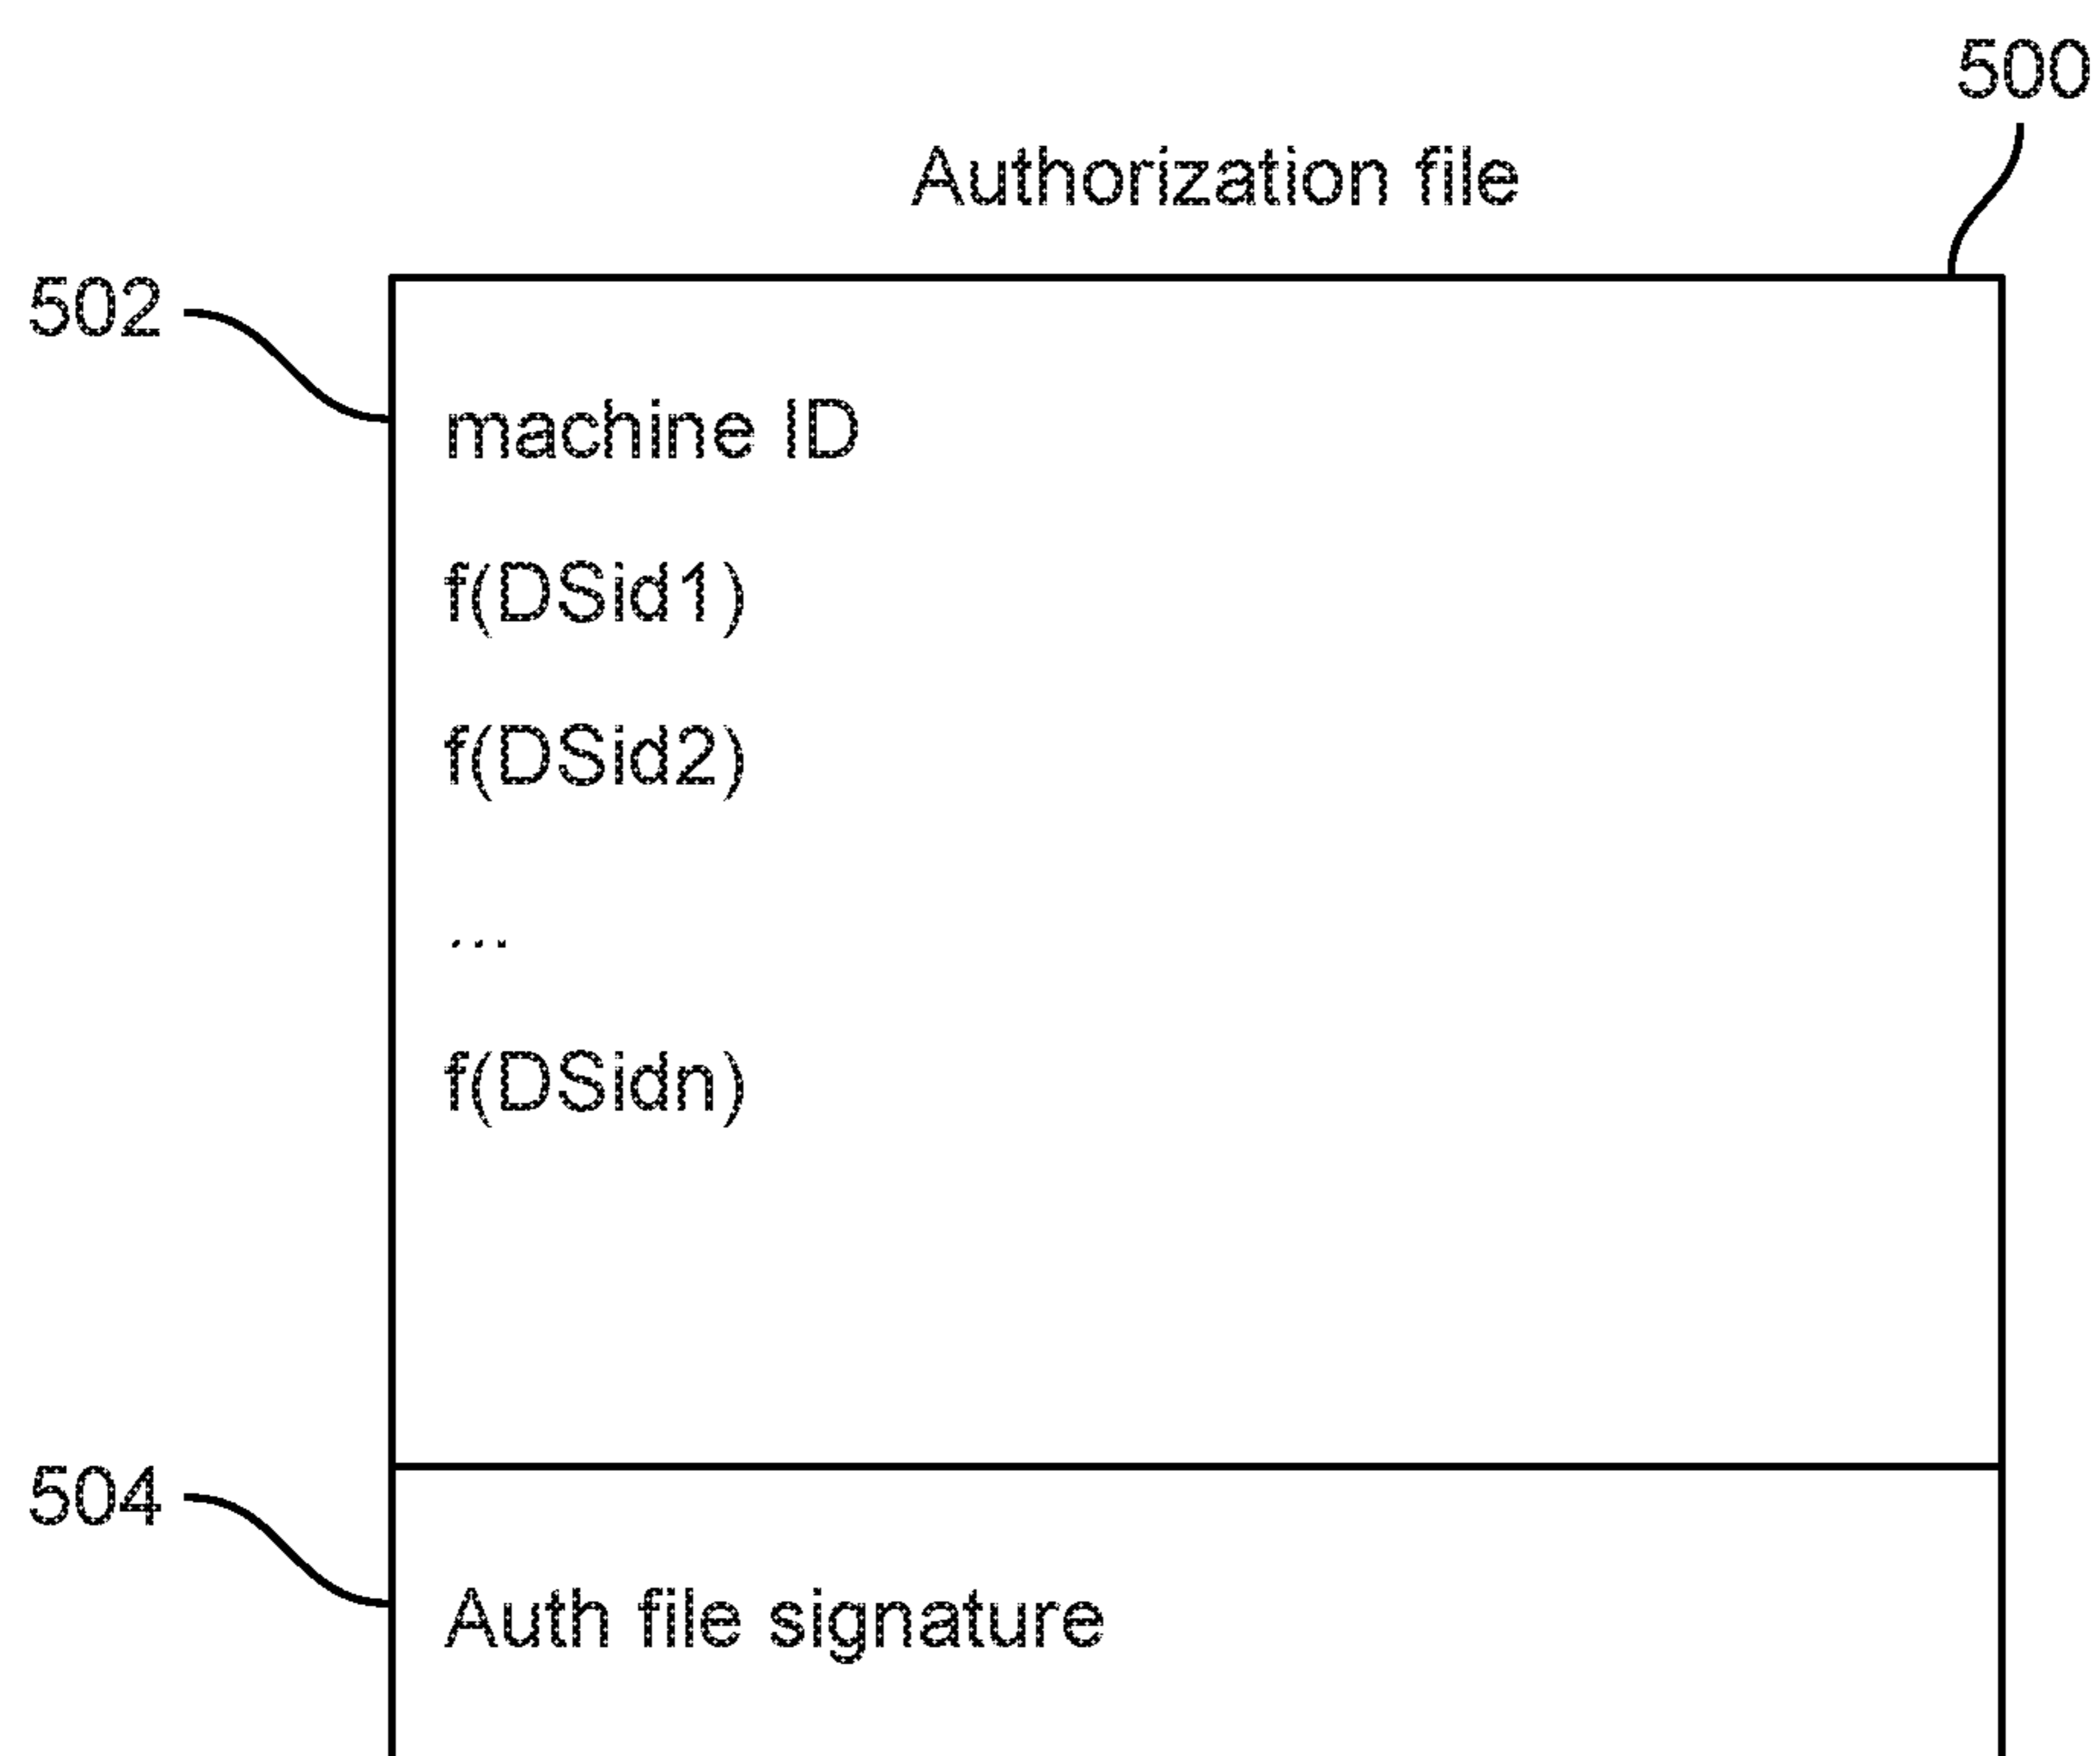 500
Authorization file
502
machine ID
f(DSid1)
f(DSid2)
...
f(DSidn)
504
Auth file signature